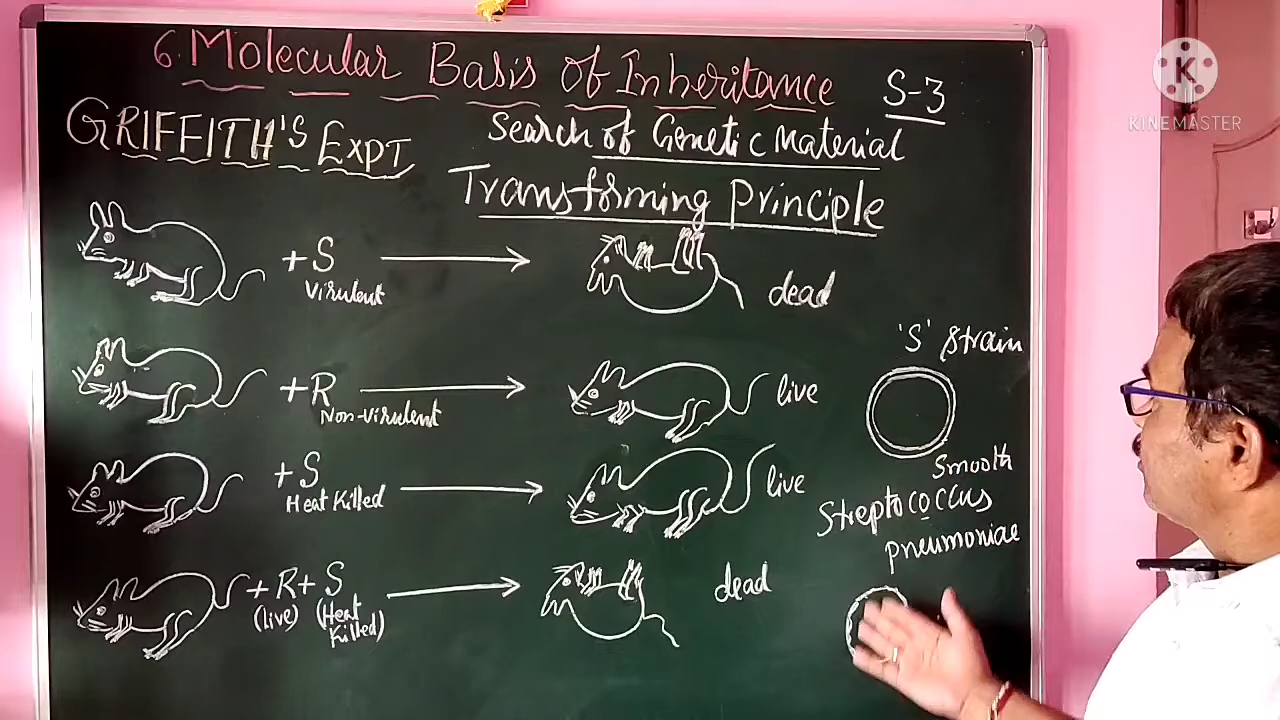 6. Molecular Basis of Inheritance
S-3
GRIFFITH'S EXPT
Search of Genetic Material
Transforming Principle
+ S
Virulent
dead
+ R
Non-virulent
live
+ S
Heat Killed
live
+ R + S
(live) (Heat Killed)
dead
'S' Strain
Smooth
Streptococcus
pneumoniae
K
KINEMASTER